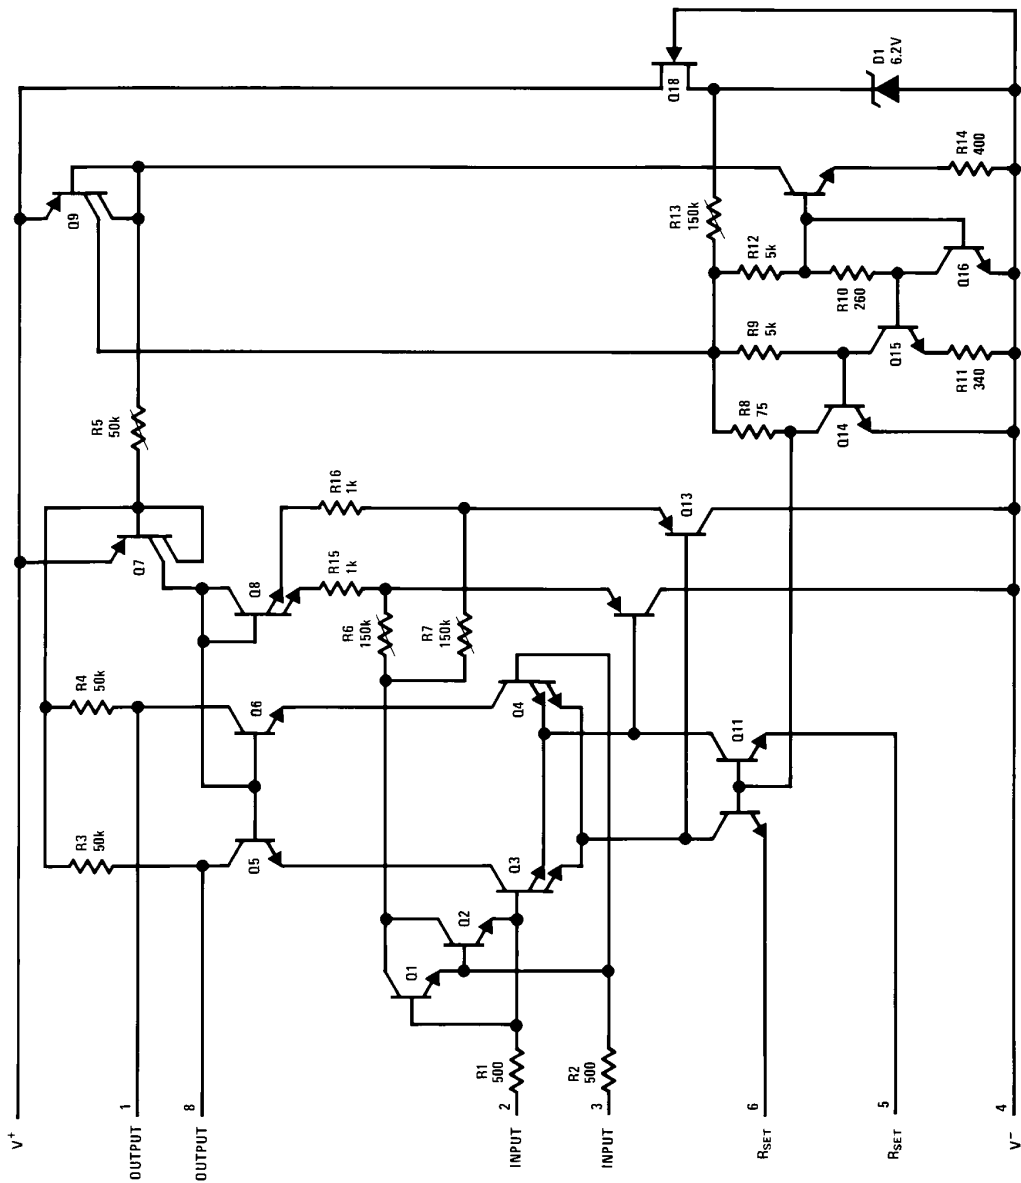 V+
OUTPUT 1
OUTPUT 8
INPUT 2
INPUT 3
RSET 6
RSET 5
V- 4
R1
500
R2
500
Q1
Q2
Q3
Q4
R3
50k
R4
50k
Q5
Q6
Q7
Q8
R5
50k
R6
150k
R7
150k
R15
1k
R16
1k
Q9
Q11
Q13
R8
75
R9
5k
R12
5k
R13
150k
R10
260
Q14
Q15
Q16
R11
340
R14
400
Q18
D1
6.2V